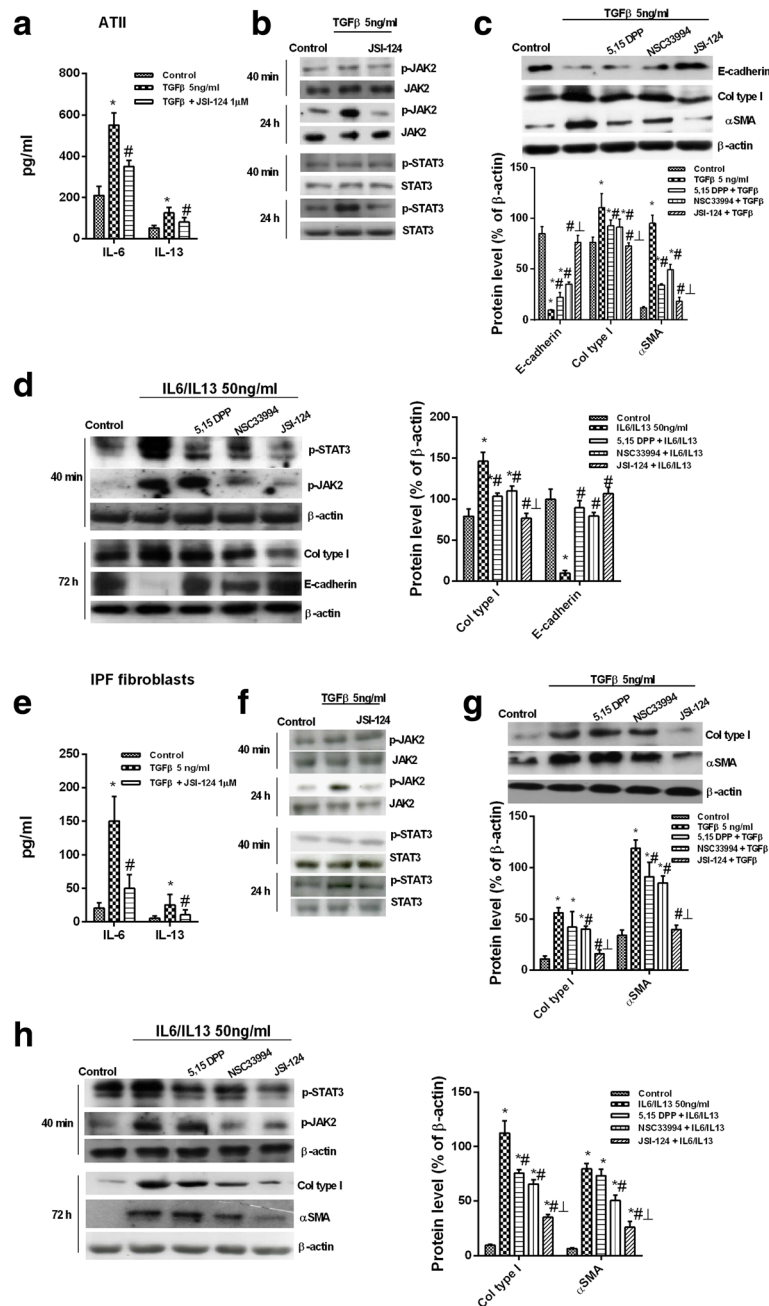 a
ATII
800
600
400
200
0
pg/ml
Control
TGFβ 5ng/ml
TGFβ + JSI-124 1μM
*
#
*
#
IL-6
IL-13
b
TGFβ 5ng/ml
Control
JSI-124
40 min
p-JAK2
JAK2
24 h
p-JAK2
JAK2
40 min
p-STAT3
STAT3
24 h
p-STAT3
STAT3
c
TGFβ 5ng/ml
Control
5,15 DPP
NSC33994
JSI-124
E-cadherin
Col type I
αSMA
β-actin
Control
TGFβ 5 ng/ml
5,15 DPP + TGFβ
NSC33994 + TGFβ
JSI-124 + TGFβ
Protein level (% of β-actin)
150
100
50
0
*
*#
*#
#⊥
*
*#
*#
#⊥
*
*#
*#
#⊥
E-cadherin
Col type I
αSMA
d
IL6/IL13 50ng/ml
Control
5,15 DPP
NSC33994
JSI-124
40 min
p-STAT3
p-JAK2
β-actin
72 h
Col type I
E-cadherin
β-actin
Protein level (% of β-actin)
200
150
100
50
0
Control
IL6/IL13 50ng/ml
5,15 DPP + IL6/IL13
NSC33994 + IL6/IL13
JSI-124 + IL6/IL13
*
*#
*#
#⊥
*
#
#
#
Col type I
E-cadherin
e
IPF fibroblasts
250
200
150
100
50
0
pg/ml
Control
TGFβ 5 ng/ml
TGFβ + JSI-124 1μM
*
#
*
#
IL-6
IL-13
f
TGFβ 5ng/ml
Control
JSI-124
40 min
p-JAK2
JAK2
24 h
p-JAK2
JAK2
40 min
p-STAT3
STAT3
24 h
p-STAT3
STAT3
g
TGFβ 5ng/ml
Control
5,15 DPP
NSC33994
JSI-124
Col type I
αSMA
β-actin
Control
TGFβ 5 ng/ml
5,15 DPP + TGFβ
NSC33994 + TGFβ
JSI-124 + TGFβ
Protein level (% of β-actin)
150
100
50
0
*
*
*#
#⊥
*
*#
*#
#⊥
Col type I
αSMA
h
IL6/IL13 50ng/ml
Control
5,15 DPP
NSC33994
JSI-124
40 min
p-STAT3
p-JAK2
β-actin
72 h
Col type I
αSMA
β-actin
Protein level (% of β-actin)
150
100
50
0
Control
IL6/IL13 50ng/ml
5,15 DPP + IL6/IL13
NSC33994 + IL6/IL13
JSI-124 + IL6/IL13
*
*#
*#
*#⊥
*
*
*#
*#⊥
Col type I
αSMA